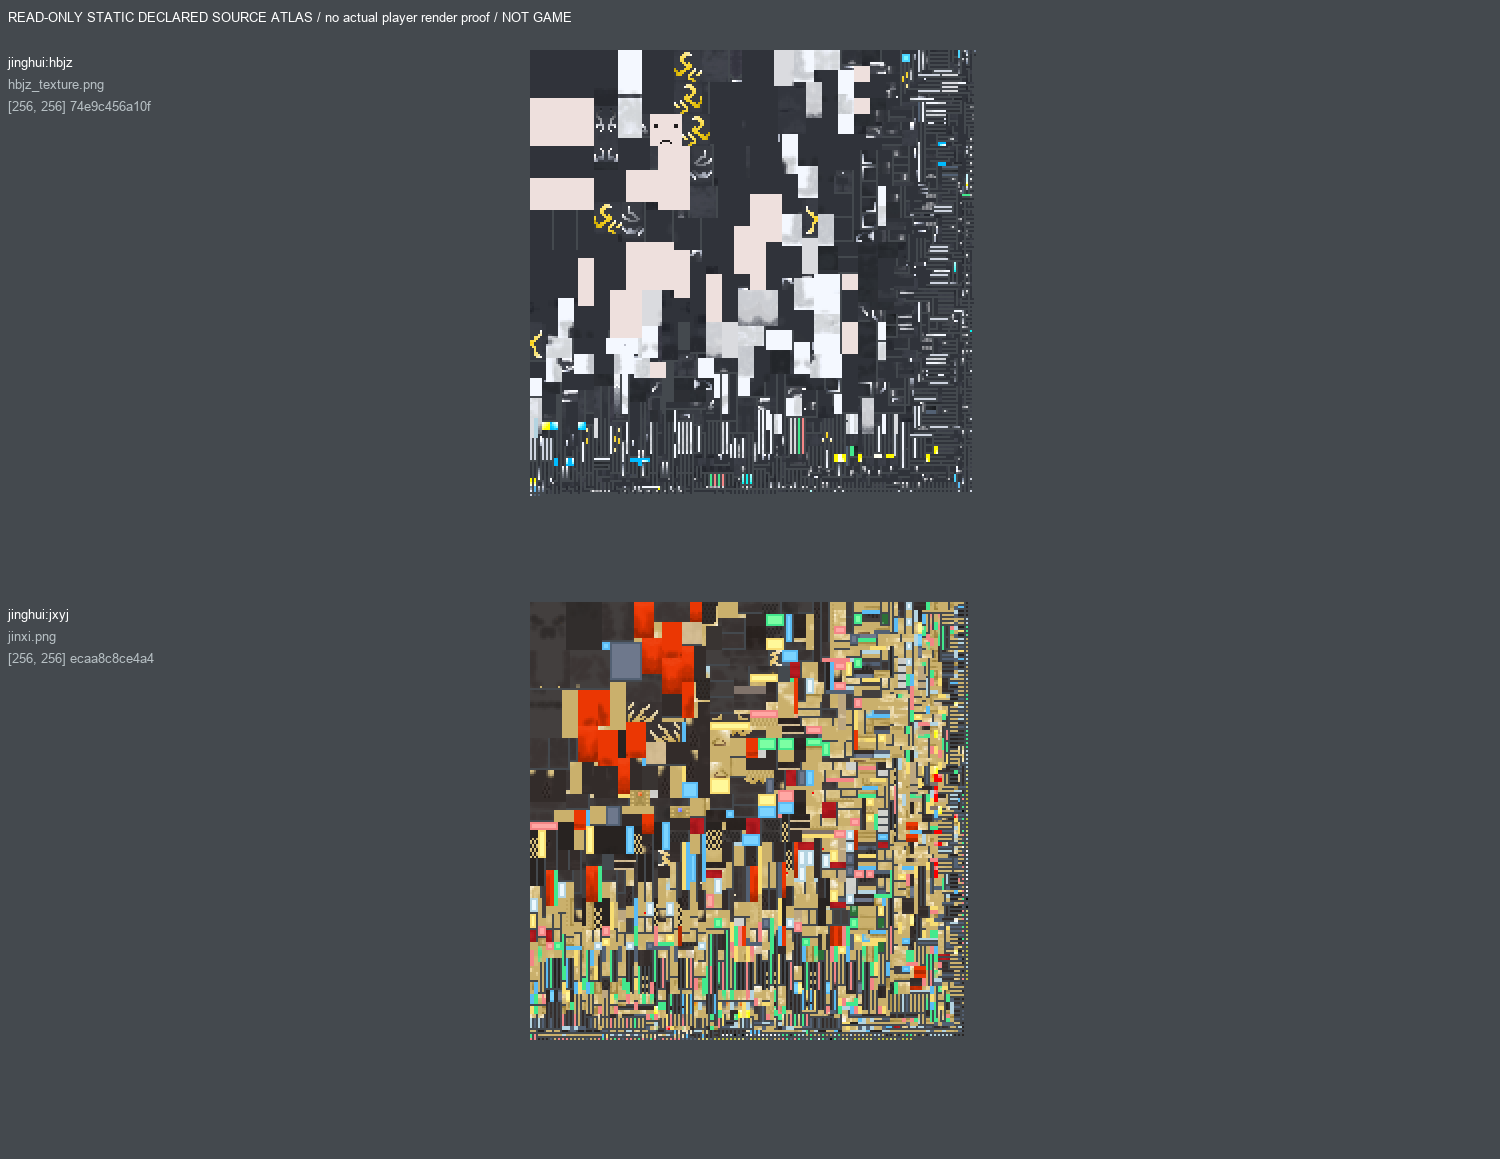 READ-ONLY STATIC DECLARED SOURCE ATLAS / no actual player render proof / NOT GAME
jinghui:hbjz
hbjz_texture.png
[256, 256] 74e9c456a10f
jinghui:jxyj
jinxi.png
[256, 256] ecaa8c8ce4a4